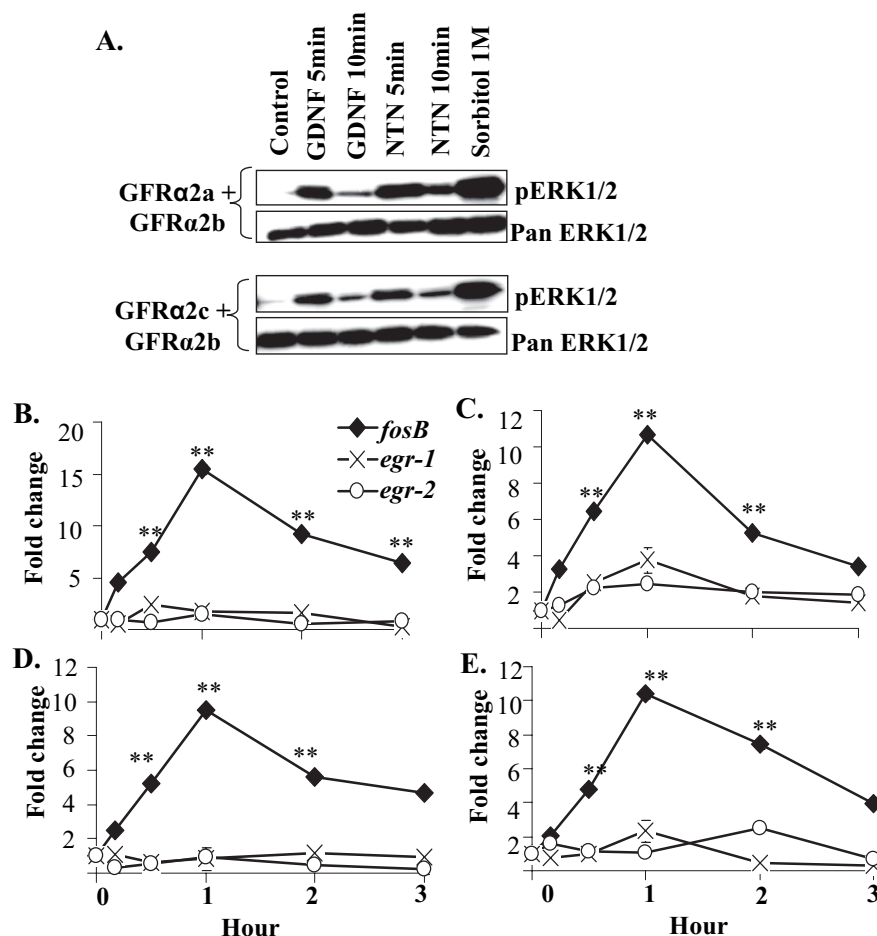 A.
Control
GDNF 5min
GDNF 10min
NTN 5min
NTN 10min
Sorbitol 1M
GFRα2a +
GFRα2b
pERK1/2
Pan ERK1/2
GFRα2c +
GFRα2b
pERK1/2
Pan ERK1/2
B.
Fold change
20
15
10
5
**
**
**
**
fosB
egr-1
egr-2
C.
Fold change
12
10
8
6
4
2
**
**
**
D.
Fold change
12
10
8
6
4
2
**
**
**
0
1
2
3
Hour
E.
Fold change
12
10
8
6
4
2
**
**
**
0
1
2
3
Hour